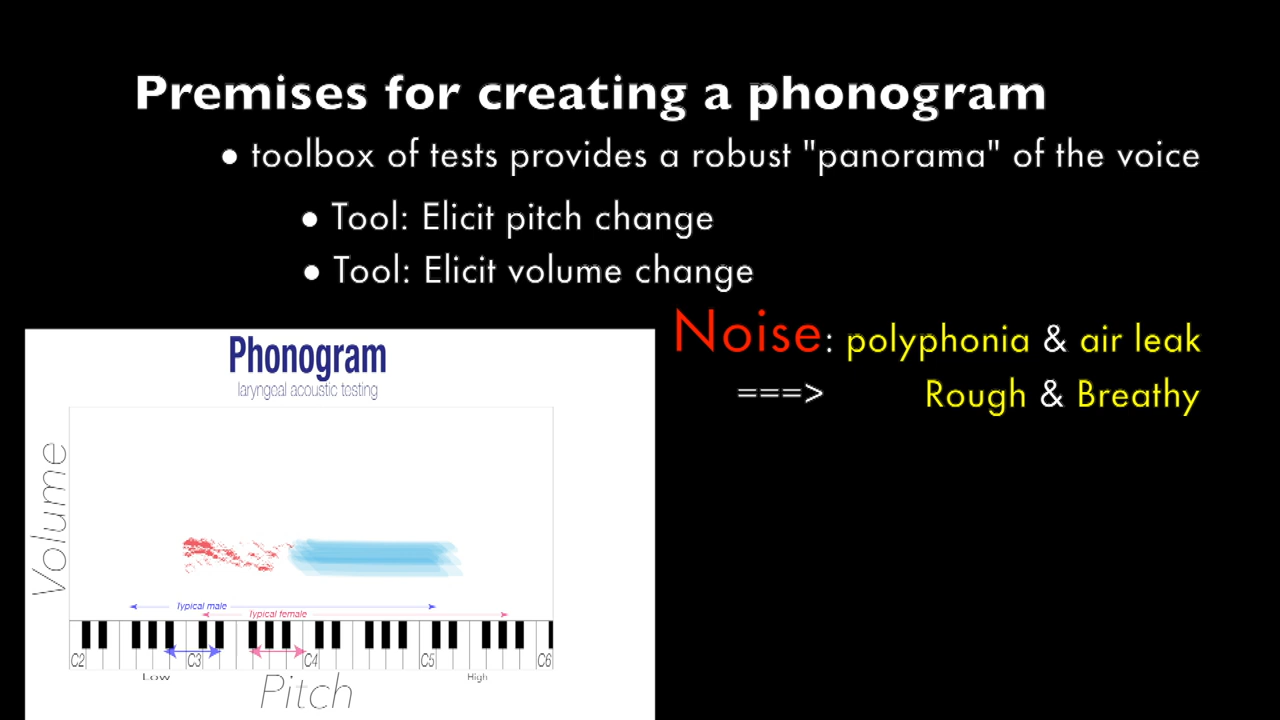 Premises for creating a phonogram
• toolbox of tests provides a robust "panorama" of the voice
• Tool: Elicit pitch change
• Tool: Elicit volume change
Noise: polyphonia & air leak
===> Rough & Breathy
Phonogram
laryngeal acoustic testing
Volume
Typical male
Typical female
C2 C3 C4 C5 C6
Low High
Pitch